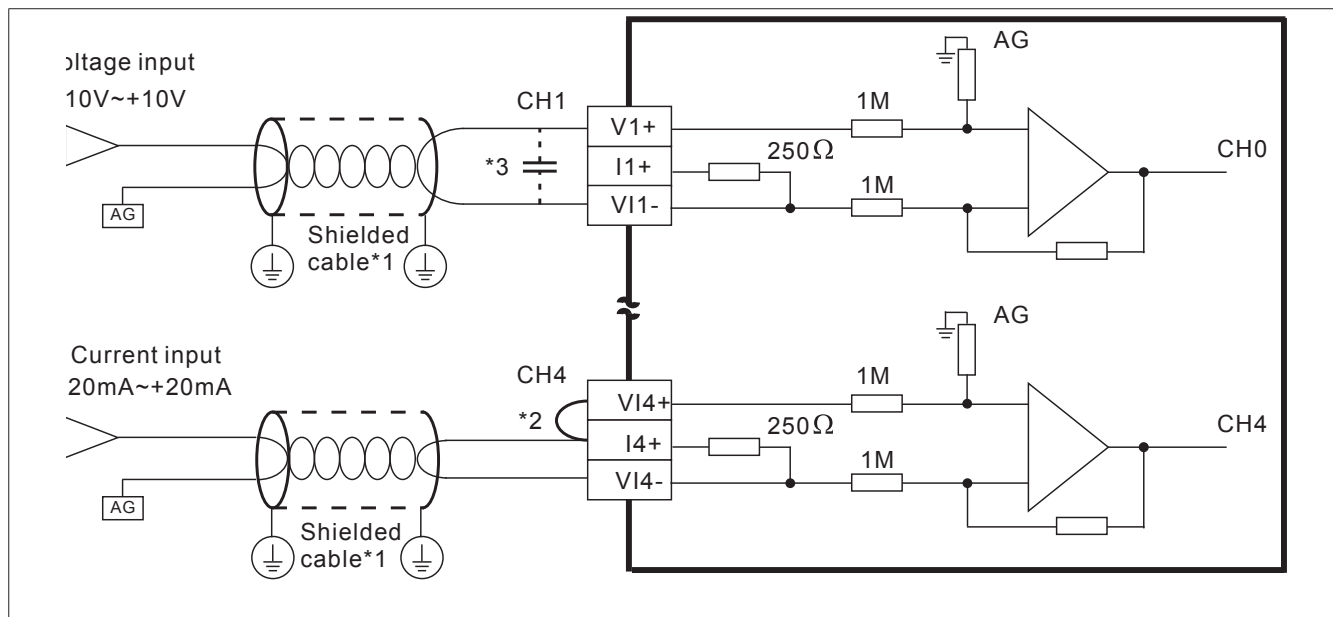 oltage input
10V~+10V
AG
Shielded
cable*1
*3
CH1
V1+
I1+
VI1-
250Ω
1M
1M
AG
CH0
Current input
20mA~+20mA
AG
Shielded
cable*1
*2
CH4
VI4+
I4+
VI4-
250Ω
1M
1M
AG
CH4